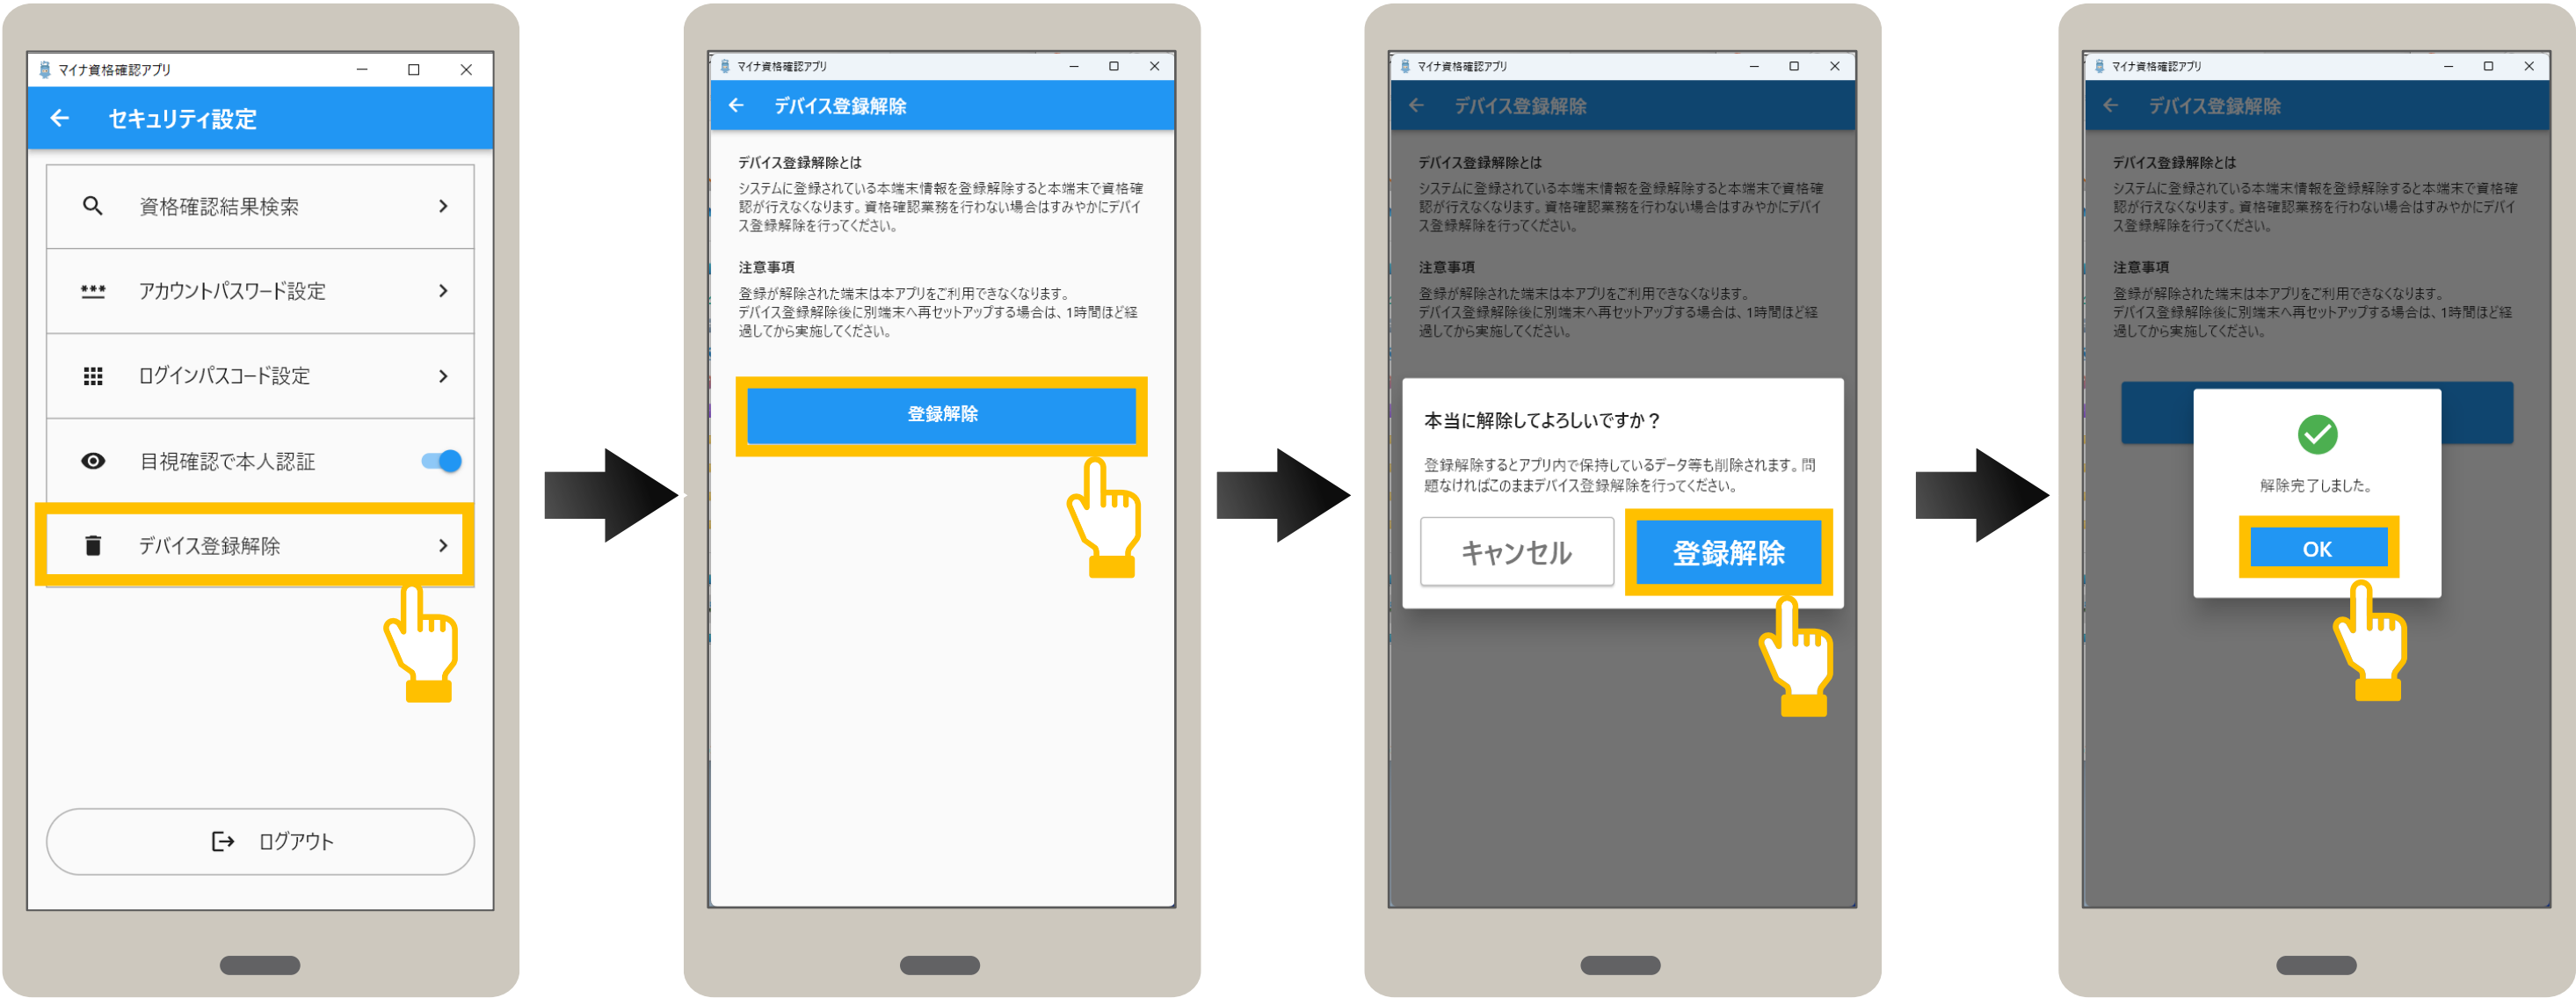 マイナ資格確認アプリ
セキュリティ設定
資格確認結果検索
アカウントパスワード設定
ログインパスコード設定
目視確認で本人認証
デバイス登録解除
ログアウト
マイナ資格確認アプリ
デバイス登録解除
デバイス登録解除とは
システムに登録されている本端末情報を登録解除すると本端末で資格確
認が行えなくなります。資格確認業務を行わない場合はすみやかにデバイ
ス登録解除を行ってください。
注意事項
登録が解除された端末は本アプリをご利用できなくなります。
デバイス登録解除後に別端末へ再セットアップする場合は、1時間ほど経
過してから実施してください。
登録解除
マイナ資格確認アプリ
デバイス登録解除
デバイス登録解除とは
システムに登録されている本端末情報を登録解除すると本端末で資格確
認が行えなくなります。資格確認業務を行わない場合はすみやかにデバイ
ス登録解除を行ってください。
注意事項
登録が解除された端末は本アプリをご利用できなくなります。
デバイス登録解除後に別端末へ再セットアップする場合は、1時間ほど経
過してから実施してください。
本当に解除してよろしいですか？
登録解除するとアプリ内で保持しているデータ等も削除されます。問
題なければこのままデバイス登録解除を行ってください。
キャンセル
登録解除
マイナ資格確認アプリ
デバイス登録解除
デバイス登録解除とは
システムに登録されている本端末情報を登録解除すると本端末で資格確
認が行えなくなります。資格確認業務を行わない場合はすみやかにデバイ
ス登録解除を行ってください。
注意事項
登録が解除された端末は本アプリをご利用できなくなります。
デバイス登録解除後に別端末へ再セットアップする場合は、1時間ほど経
過してから実施してください。
解除完了しました。
OK